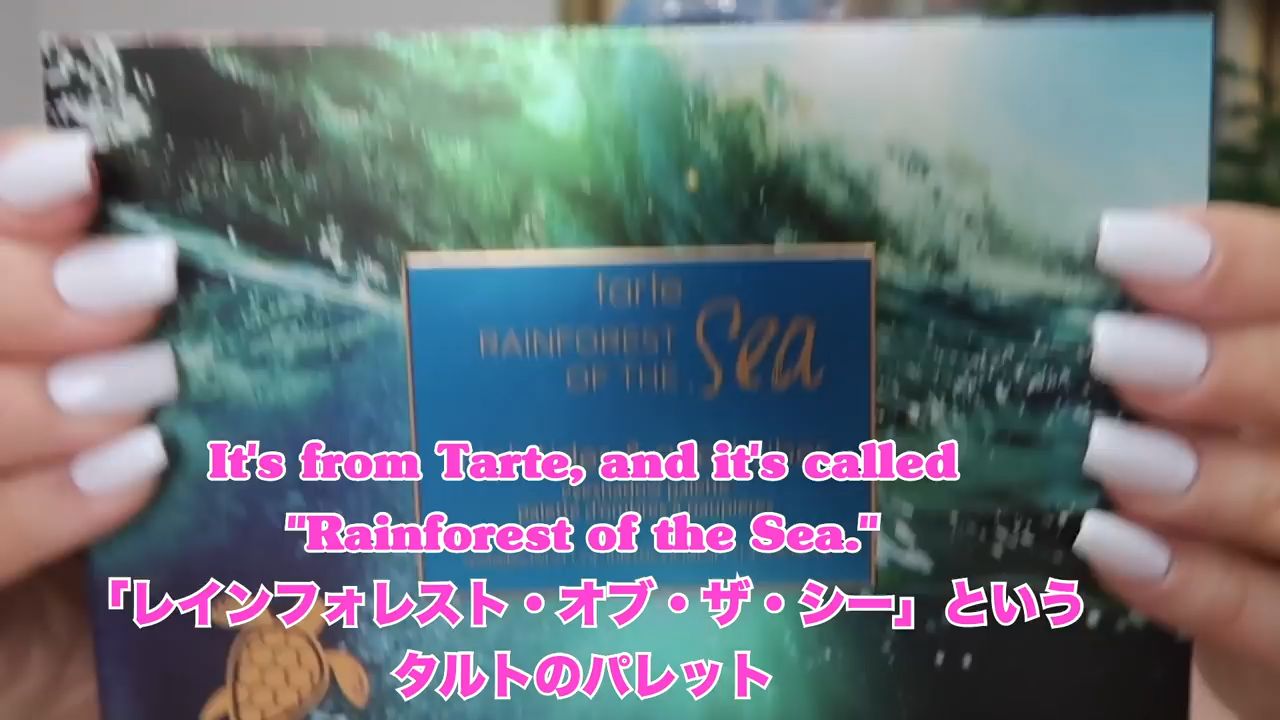 tarte
RAINFOREST
OF THE
Sea
It's from Tarte, and it's called
"Rainforest of the Sea."
「レインフォレスト・オブ・ザ・シー」という
タルトのパレット